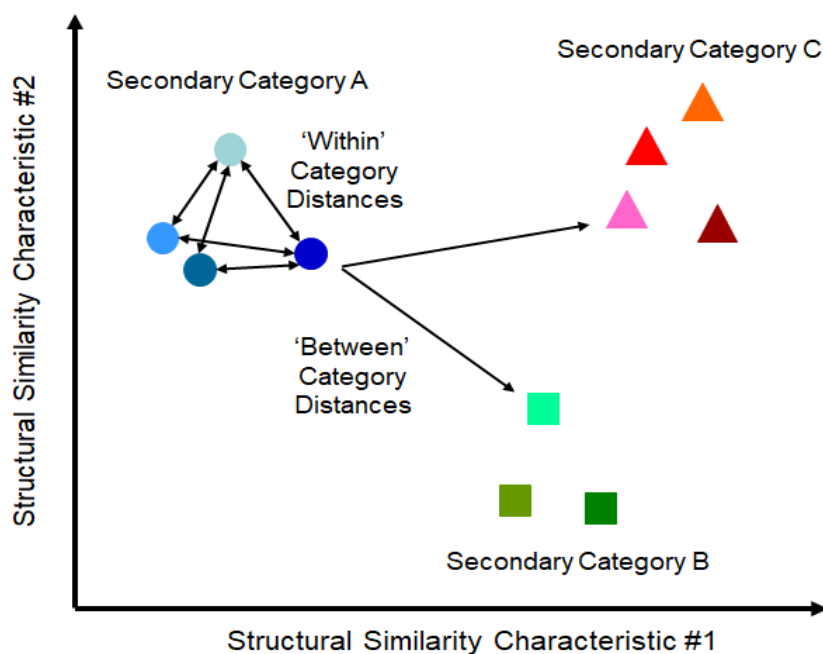 Secondary Category C
Secondary Category A
‘Within’
Category
Distances
‘Between’
Category
Distances
Secondary Category B
Structural Similarity Characteristic #2
Structural Similarity Characteristic #1